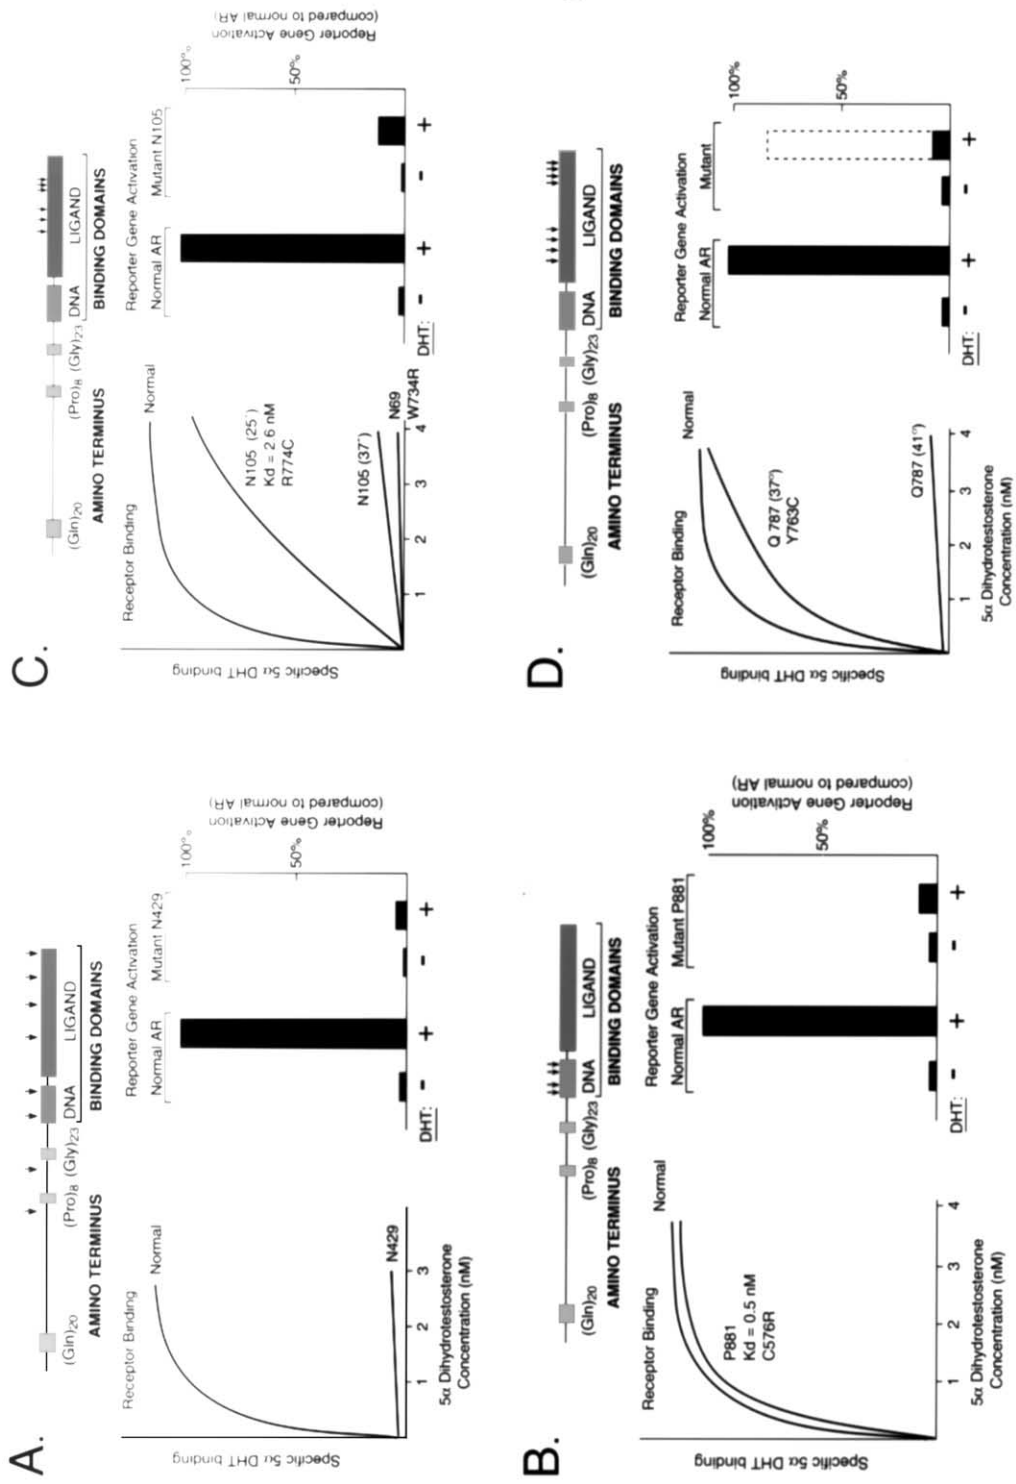 A.
(Gln)20 (Pro)8 (Gly)23 DNA LIGAND
AMINO TERMINUS BINDING DOMAINS
Receptor Binding
Normal
N429
Specific 5α DHT binding
1 2 3
5α Dihydrotestosterone
Concentration (nM)
Reporter Gene Activation
Normal AR Mutant N429
100%
50%
Reporter Gene Activation
(compared to normal AR)
DHT: - + - +
B.
(Gln)20 (Pro)8 (Gly)23 DNA LIGAND
AMINO TERMINUS BINDING DOMAINS
Receptor Binding
Normal
P881
Kd = 0.5 nM
C576R
Specific 5α DHT binding
1 2 3 4
5α Dihydrotestosterone
Concentration (nM)
Reporter Gene Activation
Normal AR Mutant P881
100%
50%
Reporter Gene Activation
(compared to normal AR)
DHT: - + - +
C.
(Gln)20 (Pro)8 (Gly)23 DNA LIGAND
AMINO TERMINUS BINDING DOMAINS
Receptor Binding
Normal
N105 (25°)
Kd = 2.6 nM
R774C
N105 (37°)
N69
W734R
Specific 5α DHT binding
1 2 3 4
Reporter Gene Activation
Normal AR Mutant N105
100%
50%
Reporter Gene Activation
(compared to normal AR)
DHT: - + - +
D.
(Gln)20 (Pro)8 (Gly)23 DNA LIGAND
AMINO TERMINUS BINDING DOMAINS
Receptor Binding
Normal
Q 787 (37°)
Y763C
Q787 (41°)
Specific 5α DHT binding
1 2 3 4
5α Dihydrotestosterone
Concentration (nM)
Reporter Gene Activation
Normal AR Mutant
100%
50%
DHT: - + - +